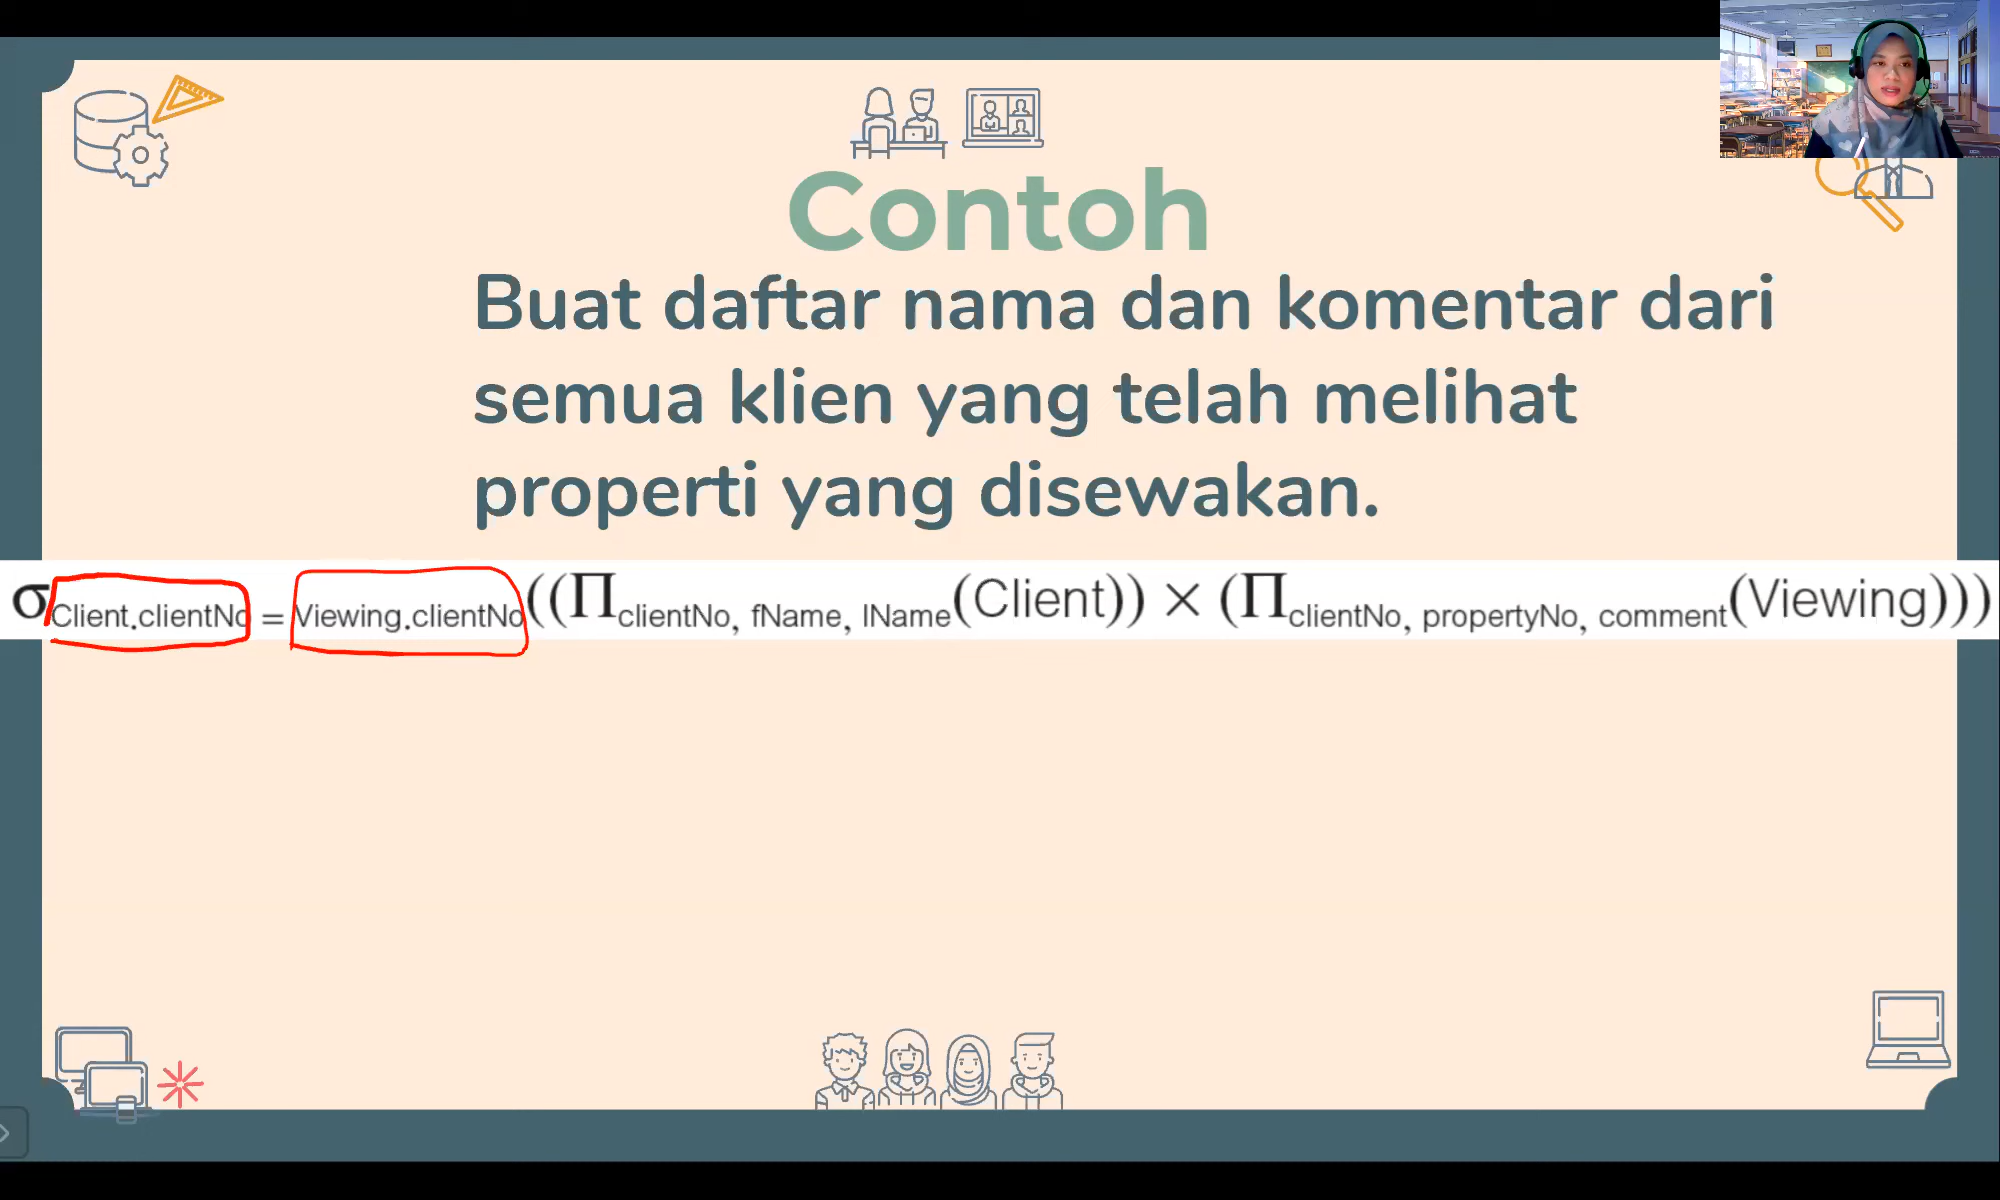 Contoh
Buat daftar nama dan komentar dari
semua klien yang telah melihat
properti yang disewakan.
σClient.clientNo = Viewing.clientNo((ΠclientNo, fName, lName(Client)) × (ΠclientNo, propertyNo, comment(Viewing)))